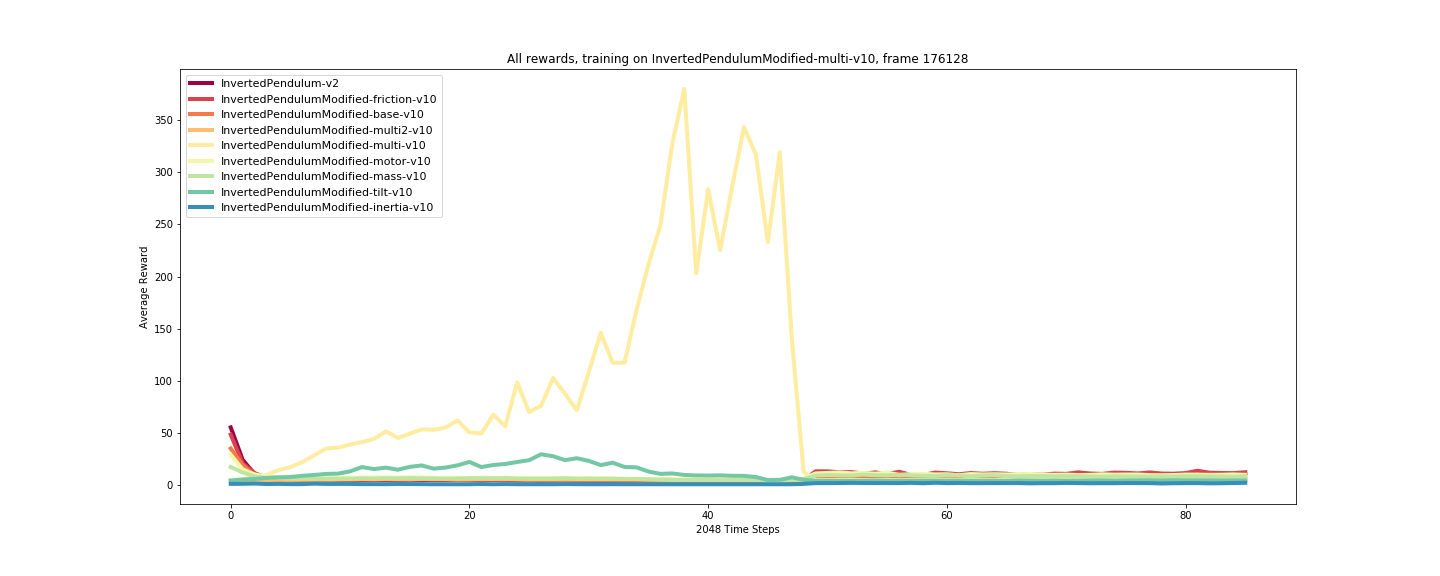 All rewards, training on InvertedPendulumModified-multi-v10, frame 176128
InvertedPendulum-v2
InvertedPendulumModified-friction-v10
InvertedPendulumModified-base-v10
InvertedPendulumModified-multi2-v10
InvertedPendulumModified-multi-v10
InvertedPendulumModified-motor-v10
InvertedPendulumModified-mass-v10
InvertedPendulumModified-tilt-v10
InvertedPendulumModified-inertia-v10
Average Reward
350
300
250
200
150
100
50
0
0 20 40 60 80
2048 Time Steps